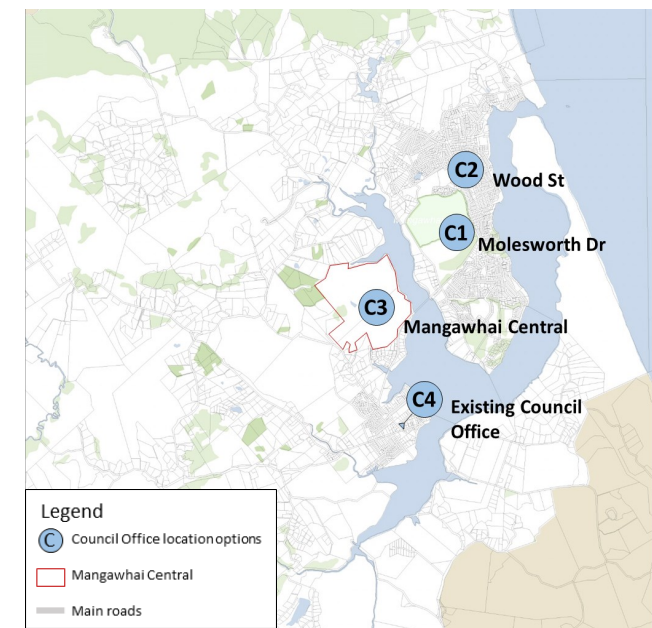 C2
Wood St
C1
Molesworth Dr
C3
Mangawhai Central
C4
Existing Council
Office
Legend
C Council Office location options
Mangawhai Central
Main roads